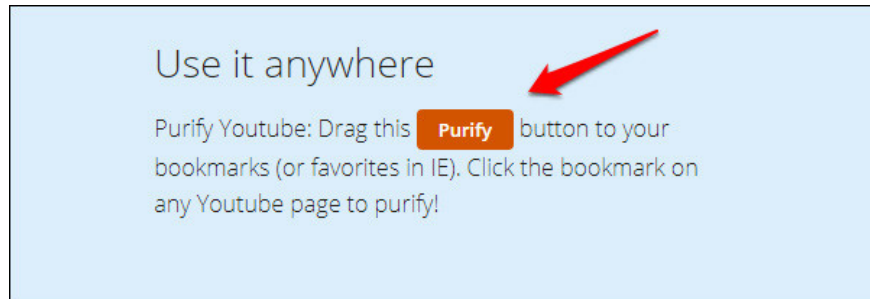 Use it anywhere
Purify Youtube: Drag this Purify button to your
bookmarks (or favorites in IE). Click the bookmark on
any Youtube page to purify!